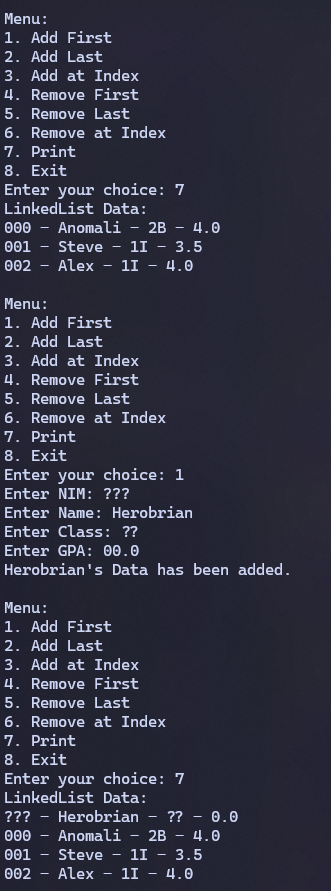 Menu:
1. Add First
2. Add Last
3. Add at Index
4. Remove First
5. Remove Last
6. Remove at Index
7. Print
8. Exit
Enter your choice: 7
LinkedList Data:
000 - Anomali - 2B - 4.0
001 - Steve - 1I - 3.5
002 - Alex - 1I - 4.0

Menu:
1. Add First
2. Add Last
3. Add at Index
4. Remove First
5. Remove Last
6. Remove at Index
7. Print
8. Exit
Enter your choice: 1
Enter NIM: ???
Enter Name: Herobrian
Enter Class: ??
Enter GPA: 00.0
Herobrian's Data has been added.

Menu:
1. Add First
2. Add Last
3. Add at Index
4. Remove First
5. Remove Last
6. Remove at Index
7. Print
8. Exit
Enter your choice: 7
LinkedList Data:
??? - Herobrian - ?? - 0.0
000 - Anomali - 2B - 4.0
001 - Steve - 1I - 3.5
002 - Alex - 1I - 4.0